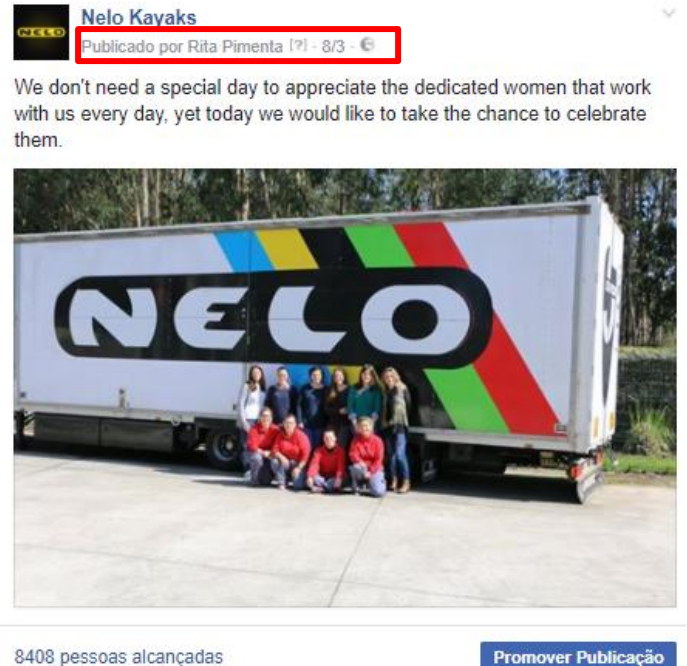 NELO
Nelo Kayaks
Publicado por Rita Pimenta [?] · 8/3 ·
We don't need a special day to appreciate the dedicated women that work
with us every day, yet today we would like to take the chance to celebrate
them.
NELO
8408 pessoas alcançadas
Promover Publicação